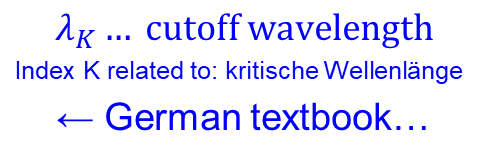 λ_K ... cutoff wavelength
Index K related to: kritische Wellenlänge
← German textbook…